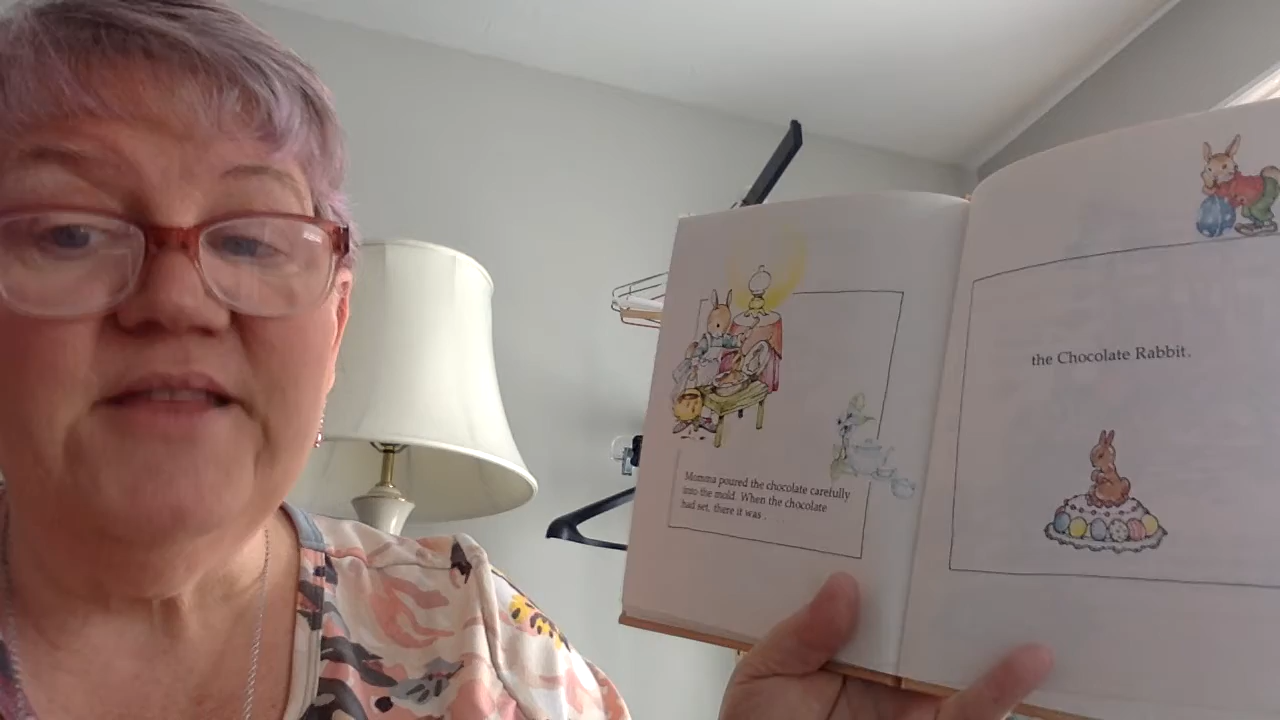 Momma poured the chocolate carefully
into the mold. When the chocolate
had set, there it was . . .
the Chocolate Rabbit.